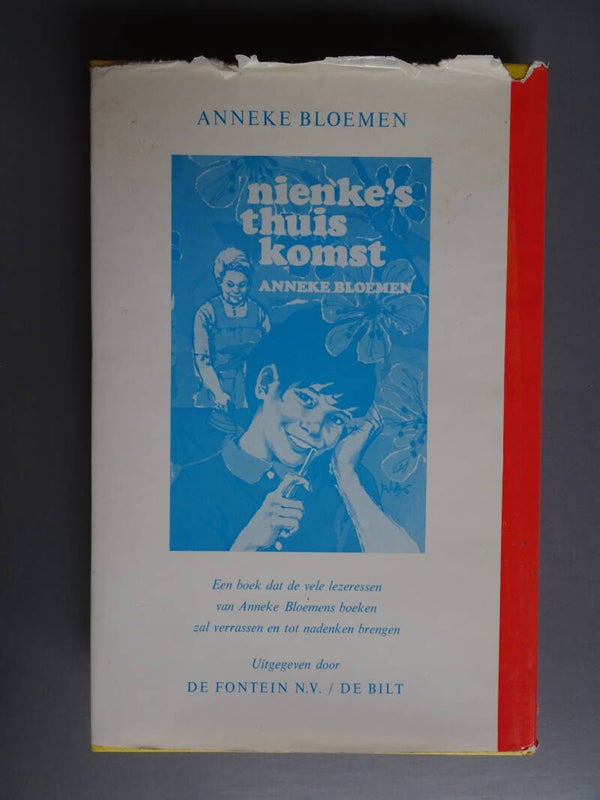 ANNEKE BLOEMEN
nienke's
thuis
komst
ANNEKE BLOEMEN
Een boek dat de vele lezeressen
van Anneke Bloemens boeken
zal verrassen en tot nadenken brengen
Uitgegeven door
DE FONTEIN N.V. / DE BILT